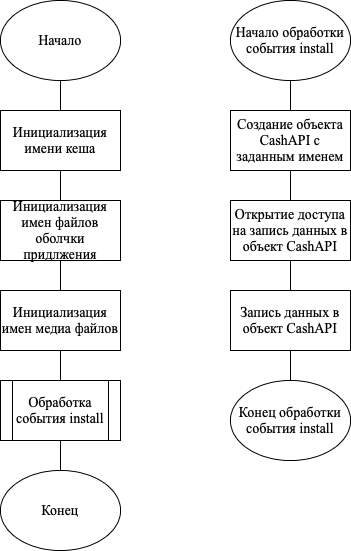 Начало
Инициализация
имени кеша
Инициализация
имен файлов
оболчки
придлжения
Инициализация
имен медиа файлов
Обработка
события install
Конец
Начало обработки
события install
Создание объекта
CashAPI с
заданным именем
Открытие доступа
на запись данных в
объект CashAPI
Запись данных в
объект CashAPI
Конец обработки
события install